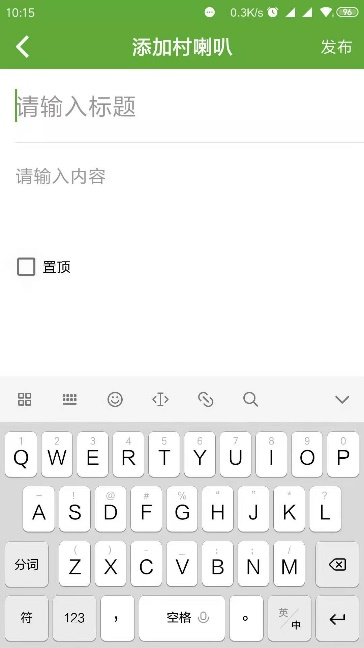 10:15 0.3K/s 96
添加村喇叭 发布
请输入标题
请输入内容
置顶
1 2 3 4 5 6 7 8 9 0
Q W E R T Y U I O P
~ ! @ # % “ ” * ?
A S D F G H J K L
( ) - _ : ; /
分词 Z X C V B N M
符 123 ， 空格 。 英/中